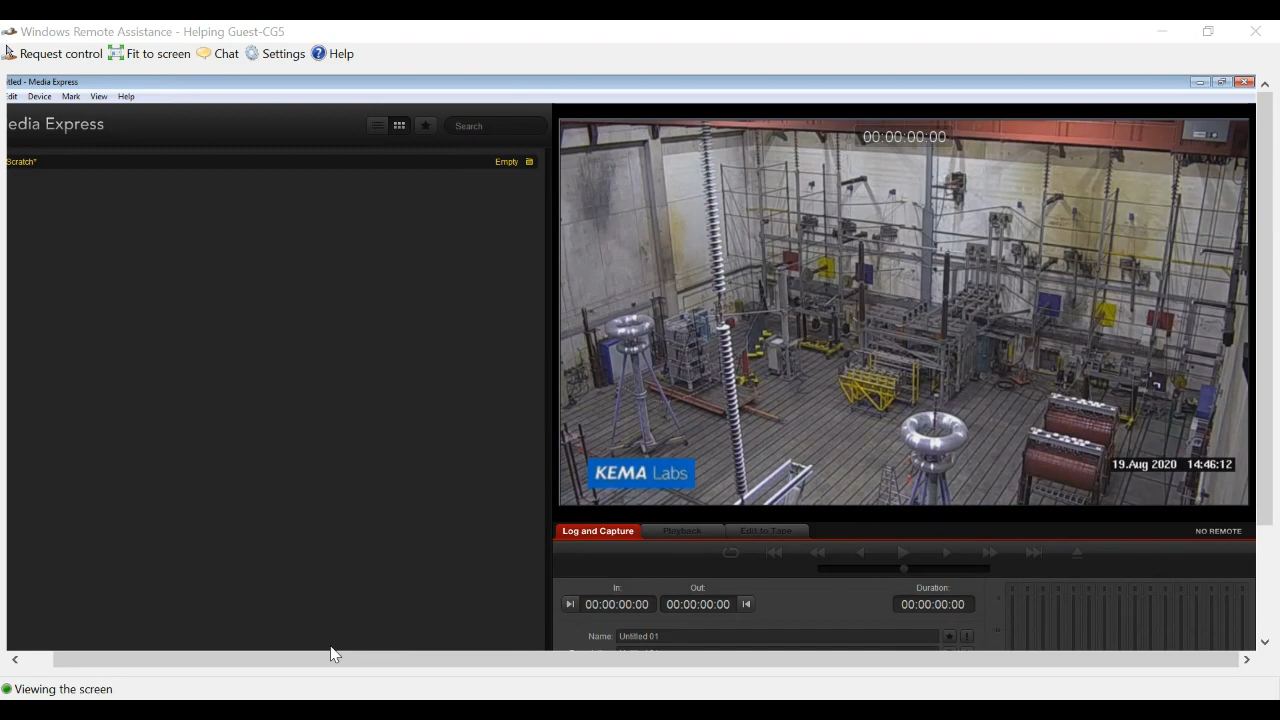 Windows Remote Assistance - Helping Guest-CG5
Request control Fit to screen Chat Settings Help
itled - Media Express
Edit Device Mark View Help
edia Express
Search
Scratch* Empty
00:00:00:00
KEMA Labs
19.Aug 2020 14:46:12
Log and Capture Playback Edit to Tape NO REMOTE
In: Out: Duration:
00:00:00:00 00:00:00:00 00:00:00:00
Name: Untitled 01
Viewing the screen